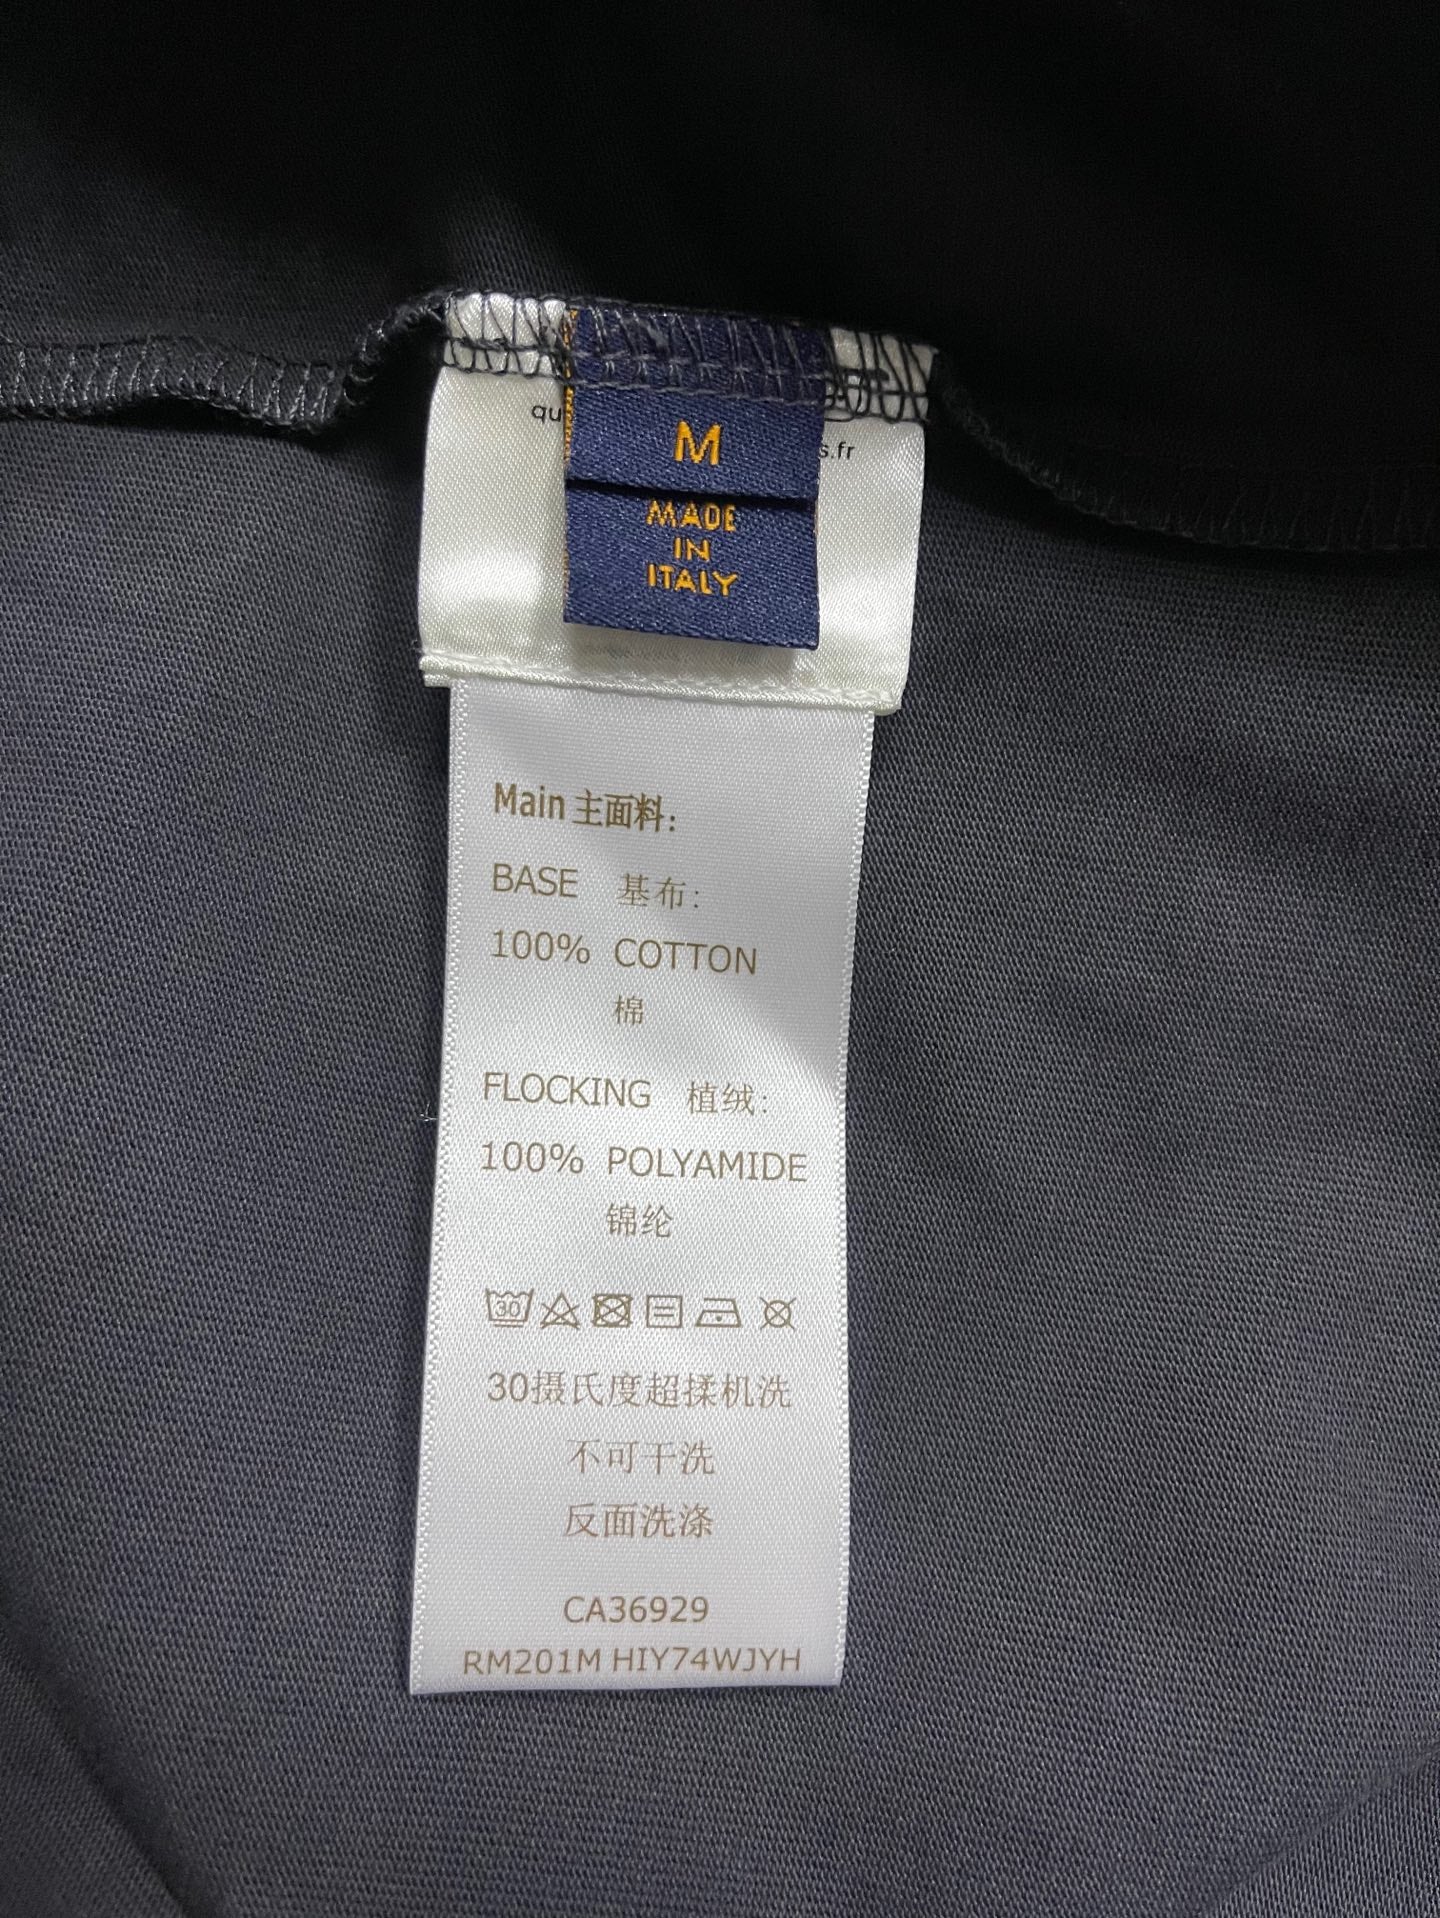 M
MADE
IN
ITALY
s.fr
Main 主面料:
BASE 基布:
100% COTTON
棉
FLOCKING 植绒:
100% POLYAMIDE
锦纶
30
30摄氏度超揉机洗
不可干洗
反面洗涤
CA36929
RM201M HIY74WJYH